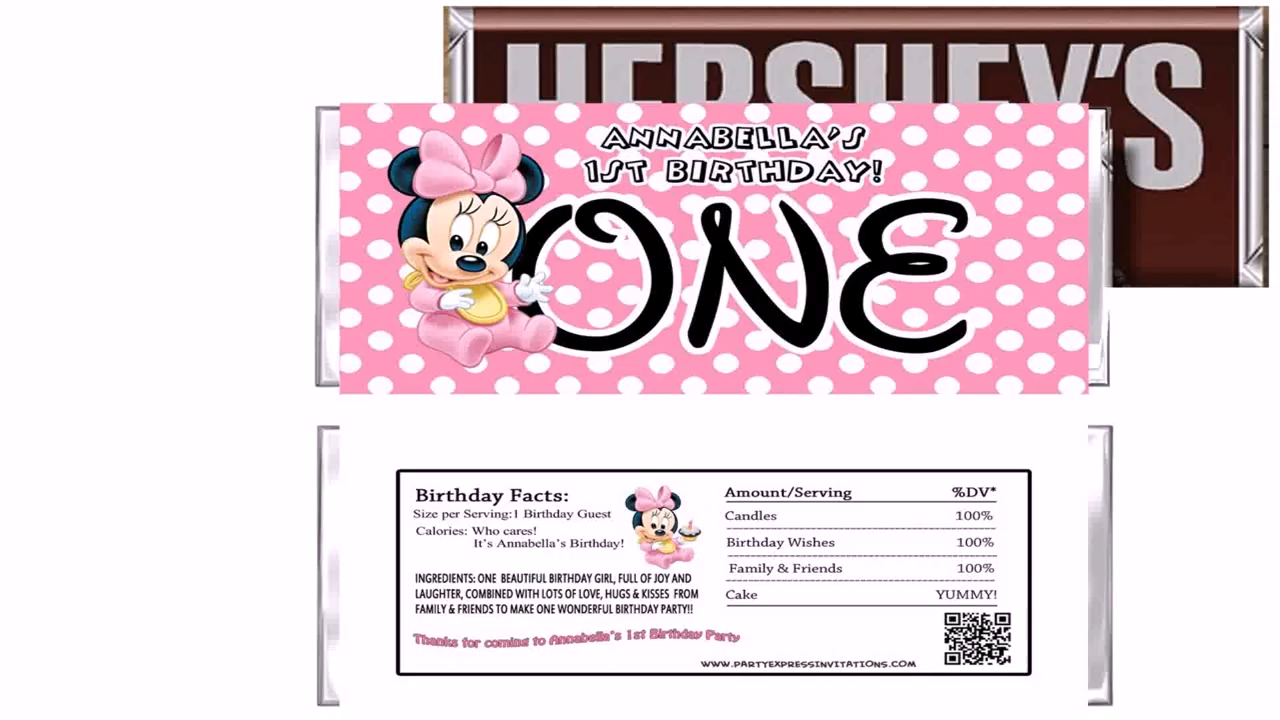 HERSHEY'S
ANNABELLA'S
1ST BIRTHDAY!
ONE
Birthday Facts:
Size per Serving:1 Birthday Guest
Calories: Who cares!
It's Annabella's Birthday!
INGREDIENTS: ONE BEAUTIFUL BIRTHDAY GIRL, FULL OF JOY AND
LAUGHTER, COMBINED WITH LOTS OF LOVE, HUGS & KISSES FROM
FAMILY & FRIENDS TO MAKE ONE WONDERFUL BIRTHDAY PARTY!!
Thanks for coming to Annabella's 1st Birthday Party
Amount/Serving %DV*
Candles 100%
Birthday Wishes 100%
Family & Friends 100%
Cake YUMMY!
WWW.PARTYEXPRESSINVITATIONS.COM